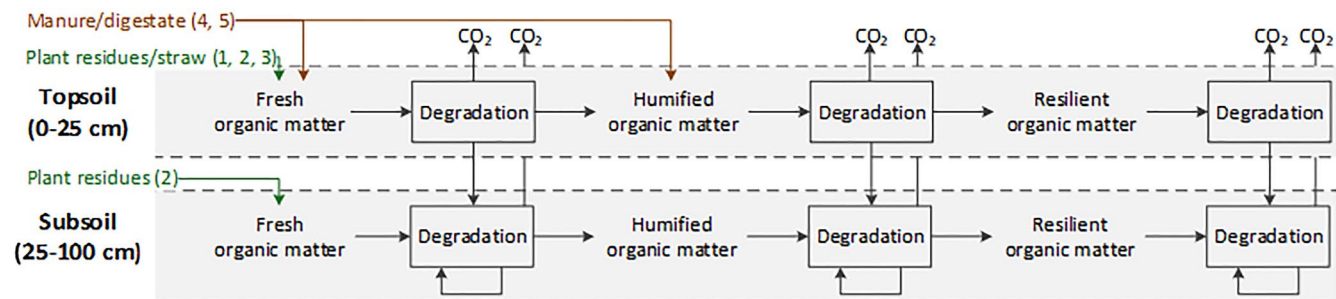 Manure/digestate (4, 5)
CO₂ CO₂ CO₂ CO₂ CO₂ CO₂
Plant residues/straw (1, 2, 3)
Topsoil
(0-25 cm)
Fresh
organic matter
Degradation
Humified
organic matter
Degradation
Resilient
organic matter
Degradation
Plant residues (2)
Subsoil
(25-100 cm)
Fresh
organic matter
Degradation
Humified
organic matter
Degradation
Resilient
organic matter
Degradation